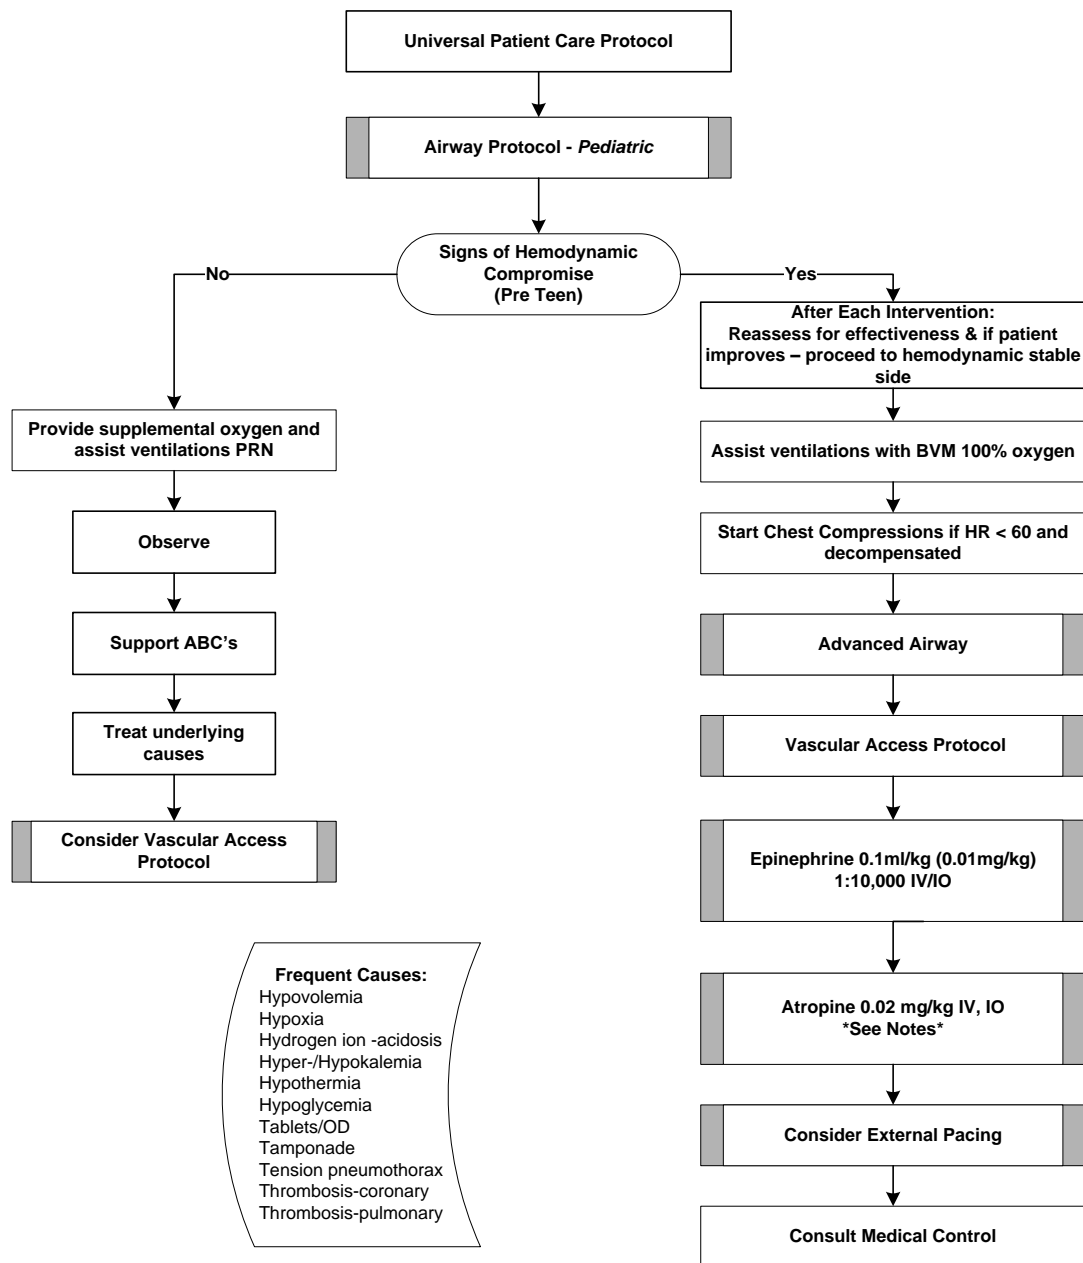 Universal Patient Care Protocol
Airway Protocol - Pediatric
Signs of Hemodynamic
Compromise
(Pre Teen)
No
Yes
Provide supplemental oxygen and
assist ventilations PRN
Observe
Support ABC’s
Treat underlying
causes
Consider Vascular Access
Protocol
After Each Intervention:
Reassess for effectiveness & if patient
improves – proceed to hemodynamic stable
side
Assist ventilations with BVM 100% oxygen
Start Chest Compressions if HR < 60 and
decompensated
Advanced Airway
Vascular Access Protocol
Epinephrine 0.1ml/kg (0.01mg/kg)
1:10,000 IV/IO
Atropine 0.02 mg/kg IV, IO
*See Notes*
Consider External Pacing
Consult Medical Control
Frequent Causes:
Hypovolemia
Hypoxia
Hydrogen ion -acidosis
Hyper-/Hypokalemia
Hypothermia
Hypoglycemia
Tablets/OD
Tamponade
Tension pneumothorax
Thrombosis-coronary
Thrombosis-pulmonary